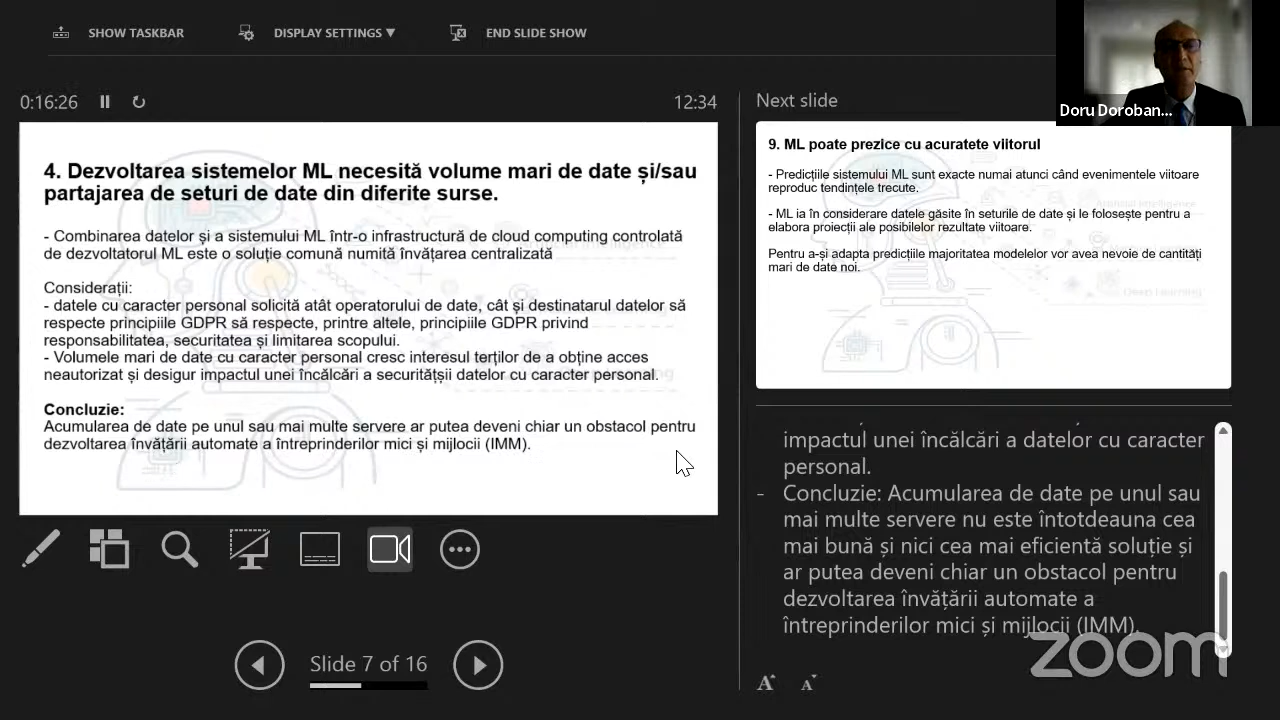 SHOW TASKBAR
DISPLAY SETTINGS ▼
END SLIDE SHOW
Doru Doroban...
0:16:26
12:34
4. Dezvoltarea sistemelor ML necesită volume mari de date și/sau
partajarea de seturi de date din diferite surse.
- Combinarea datelor și a sistemului ML într-o infrastructură de cloud computing controlată
de dezvoltatorul ML este o soluție comună numită învățarea centralizată
Considerații:
- datele cu caracter personal solicită atât operatorului de date, cât și destinatarul datelor să
respecte principiile GDPR să respecte, printre altele, principiile GDPR privind
responsabilitatea, securitatea și limitarea scopului.
- Volumele mari de date cu caracter personal cresc interesul terților de a obține acces
neautorizat și desigur impactul unei încălcări a securitățșii datelor cu caracter personal.
Concluzie:
Acumularea de date pe unul sau mai multe servere ar putea deveni chiar un obstacol pentru
dezvoltarea învățării automate a întreprinderilor mici și mijlocii (IMM).
Slide 7 of 16
Next slide
9. ML poate prezice cu acuratete viitorul
- Predicțiile sistemului ML sunt exacte numai atunci când evenimentele viitoare
reproduc tendințele trecute.
- ML ia în considerare datele găsite în seturile de date și le folosește pentru a
elabora proiecții ale posibilelor rezultate viitoare.
Pentru a-și adapta predicțiile majoritatea modelelor vor avea nevoie de cantități
mari de date noi.
Deep Learning
impactul unei încălcări a datelor cu caracter
personal.
- Concluzie: Acumularea de date pe unul sau
mai multe servere nu este întotdeauna cea
mai bună și nici cea mai eficientă soluție și
ar putea deveni chiar un obstacol pentru
dezvoltarea învățării automate a
întreprinderilor mici și mijlocii (IMM).
A A
zoom